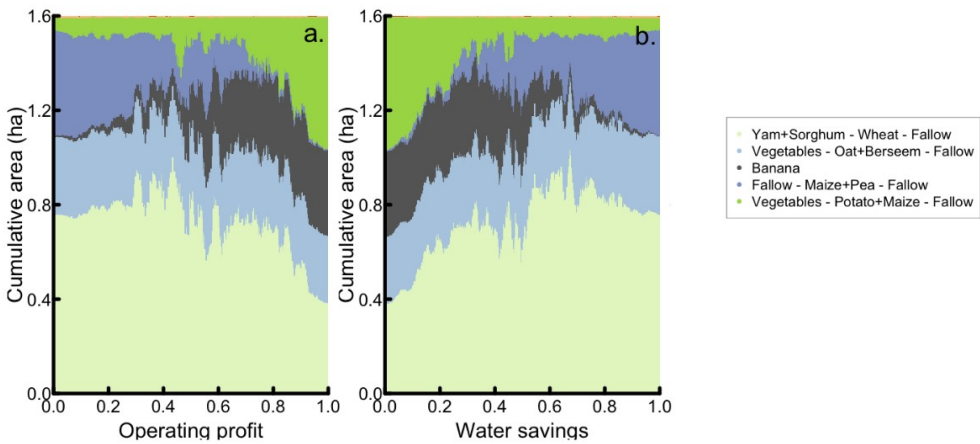 a.
b.
Cumulative area (ha)
1.6
1.2
0.8
0.4
0.0
0.0 0.2 0.4 0.6 0.8 1.0
Operating profit
Cumulative area (ha)
1.6
1.2
0.8
0.4
0.0
0.0 0.2 0.4 0.6 0.8 1.0
Water savings
Yam+Sorghum - Wheat - Fallow
Vegetables - Oat+Berseem - Fallow
Banana
Fallow - Maize+Pea - Fallow
Vegetables - Potato+Maize - Fallow